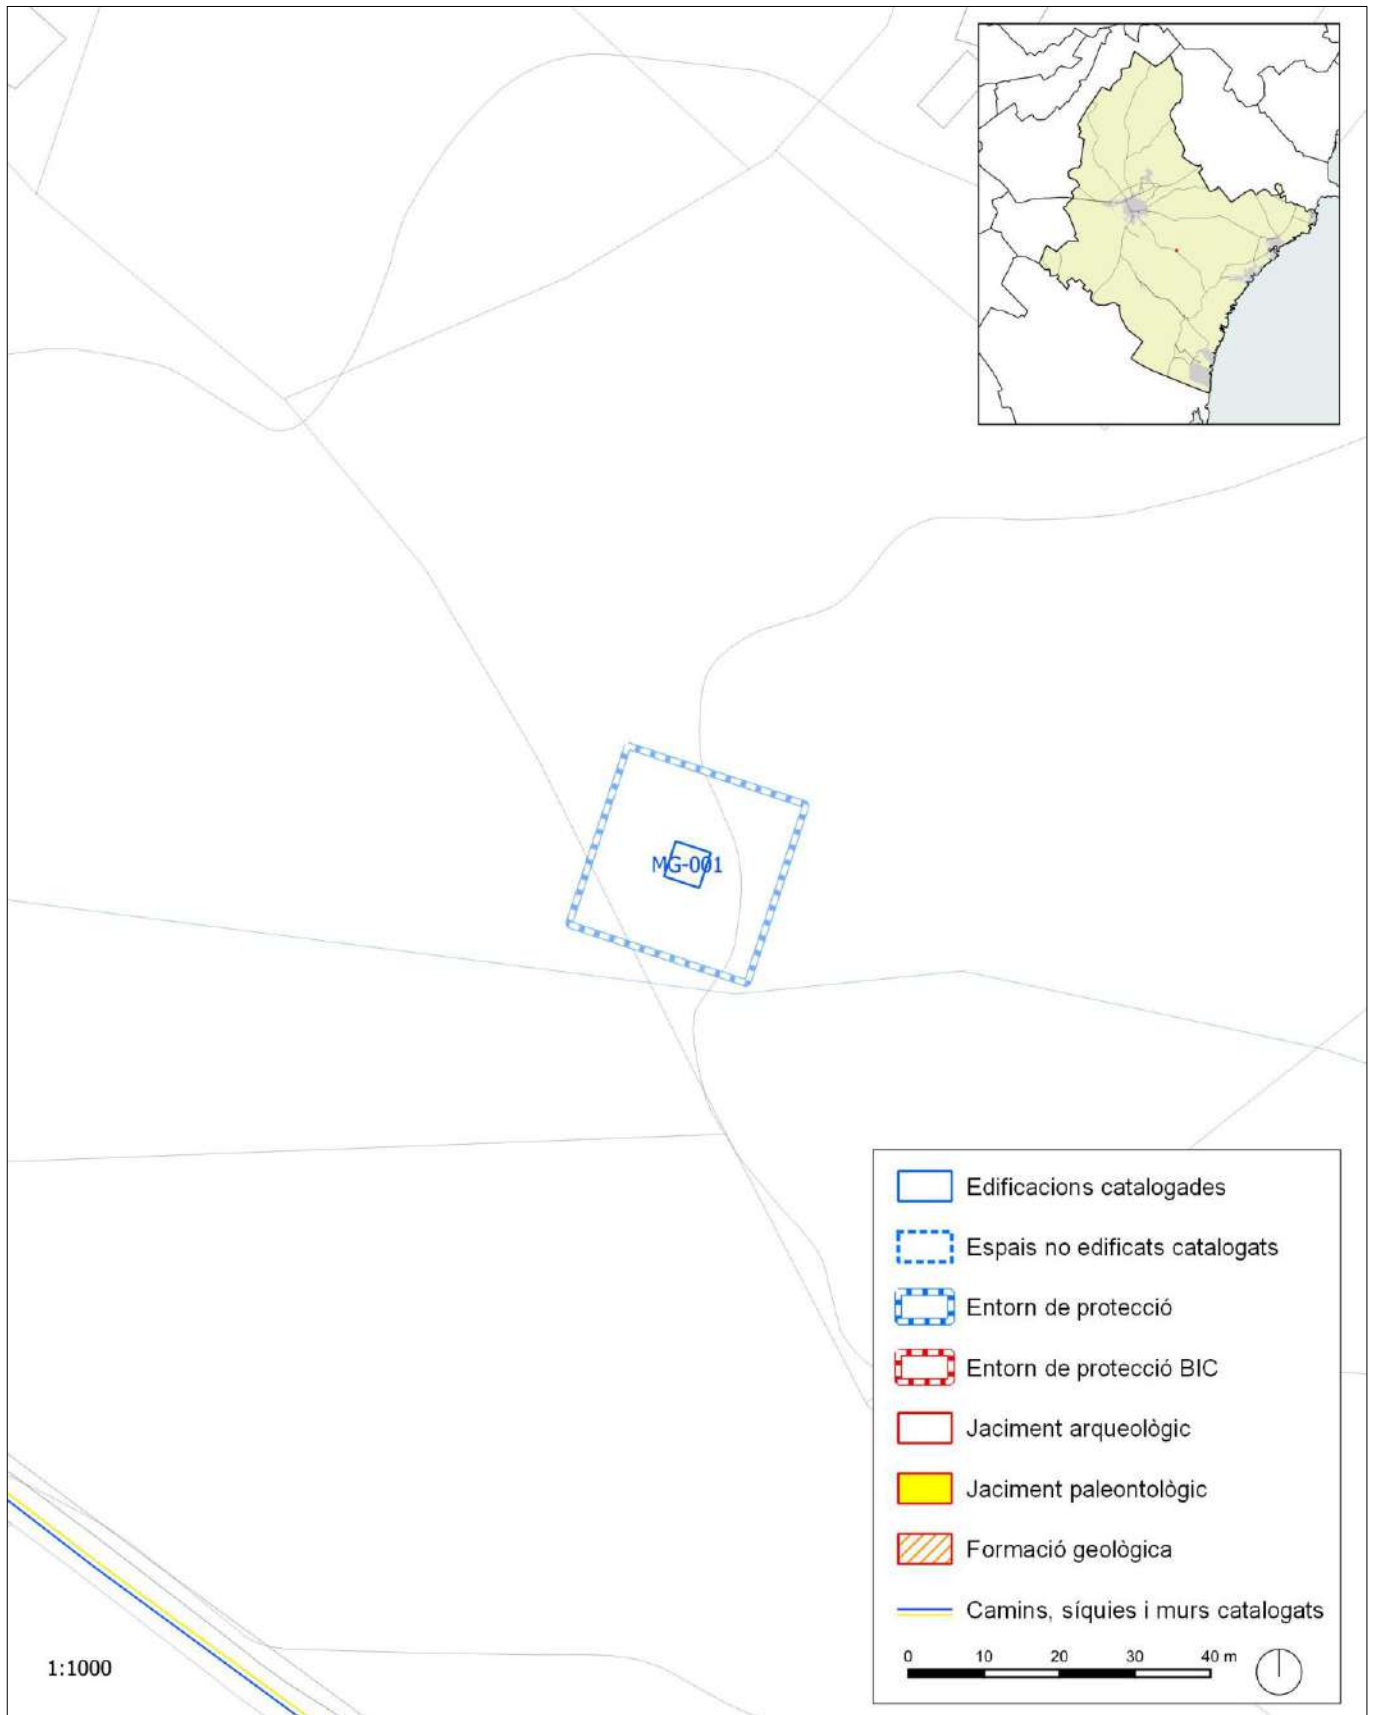 MG-001
Edificacions catalogades
Espais no edificats catalogats
Entorn de protecció
Entorn de protecció BIC
Jaciment arqueològic
Jaciment paleontològic
Formació geològica
Camins, síquies i murs catalogats
0 10 20 30 40 m
1:1000